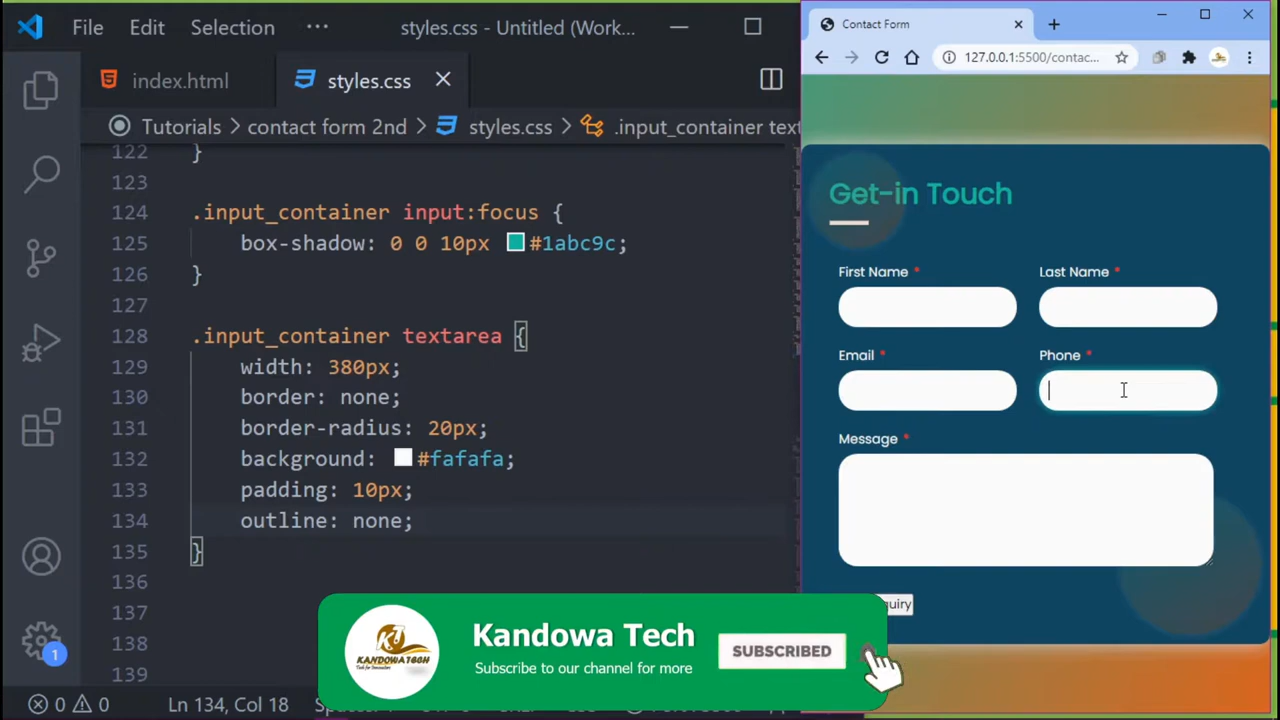 File Edit Selection ··· styles.css - Untitled (Work...
index.html styles.css
Tutorials > contact form 2nd > styles.css > .input_container
122 }
123
124 .input_container input:focus {
125 box-shadow: 0 0 10px #1abc9c;
126 }
127
128 .input_container textarea {
129 width: 380px;
130 border: none;
131 border-radius: 20px;
132 background: #fafafa;
133 padding: 10px;
134 outline: none;
135 }
136
137
138
139
1
0 0 Ln 134, Col 18
Contact Form
127.0.0.1:5500/contac...
Get-in Touch
First Name * Last Name *
Email * Phone *
Message *
KT
KANDOWA TECH
Kandowa Tech
Subscribe to our channel for more
SUBSCRIBED